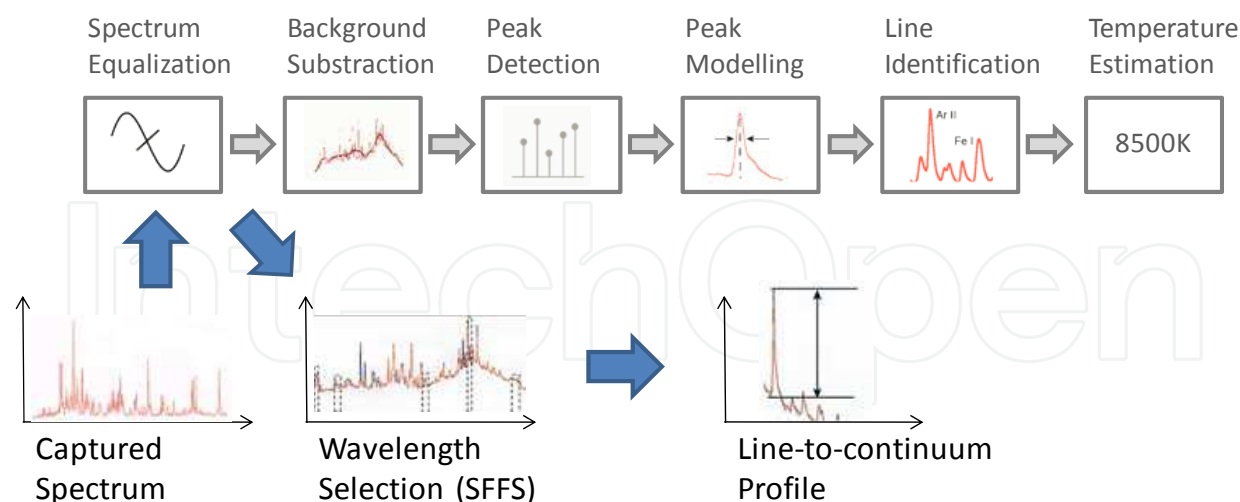 Spectrum
Equalization
Background
Substraction
Peak
Detection
Peak
Modelling
Line
Identification
Temperature
Estimation
Ar II
Fe I
8500K
IntechOpen
Captured
Spectrum
Wavelength
Selection (SFFS)
Line-to-continuum
Profile